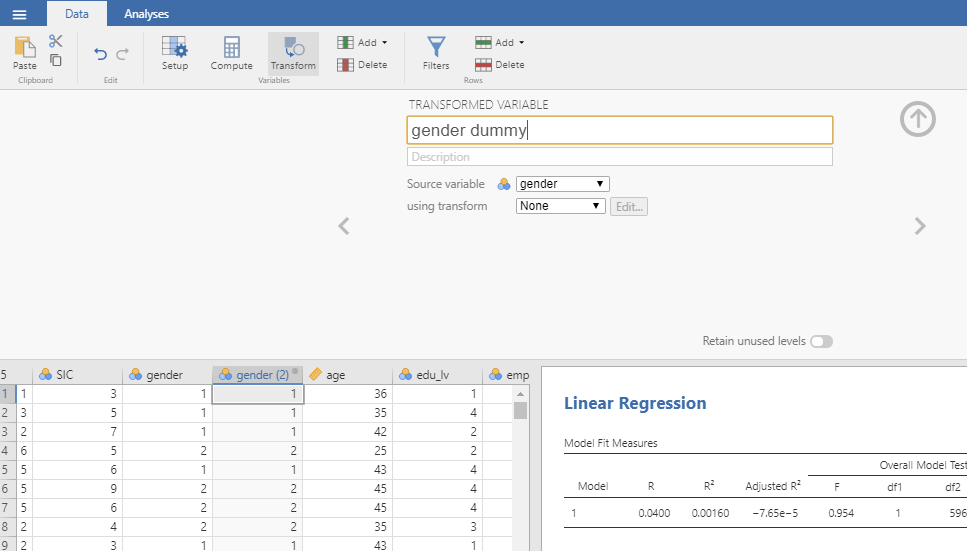 Data Analyses
Paste Setup Compute Transform Add Delete Filters Add Delete
Clipboard Edit Variables Rows
TRANSFORMED VARIABLE
gender dummy
Description
Source variable gender
using transform None Edit...
Retain unused levels
5 SIC gender gender (2) age edu_lv emp
1 1 3 1 1 36 1
2 3 5 1 1 35 4
3 2 7 1 1 42 2
4 6 5 2 2 25 2
5 5 6 1 1 43 4
6 5 9 2 2 45 4
7 5 6 2 2 45 4
8 2 4 2 2 35 3
9 2 3 1 1 43 1
Linear Regression
Model Fit Measures
Overall Model Test
Model R R² Adjusted R² F df1 df2
1 0.0400 0.00160 −7.65e−5 0.954 1 596